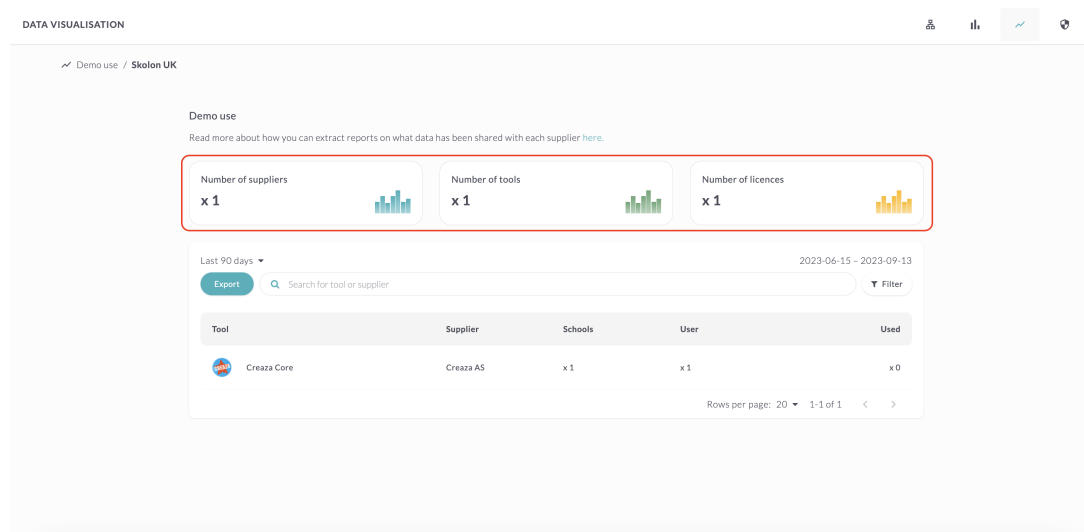 DATA VISUALISATION
Demo use / Skolon UK
Demo use
Read more about how you can extract reports on what data has been shared with each supplier here.
Number of suppliers
x 1
Number of tools
x 1
Number of licences
x 1
Last 90 days
2023-06-15 – 2023-09-13
Export
Search for tool or supplier
Filter
Tool Supplier Schools User Used
Creaza Core Creaza AS x 1 x 1 x 0
Rows per page: 20 1-1 of 1